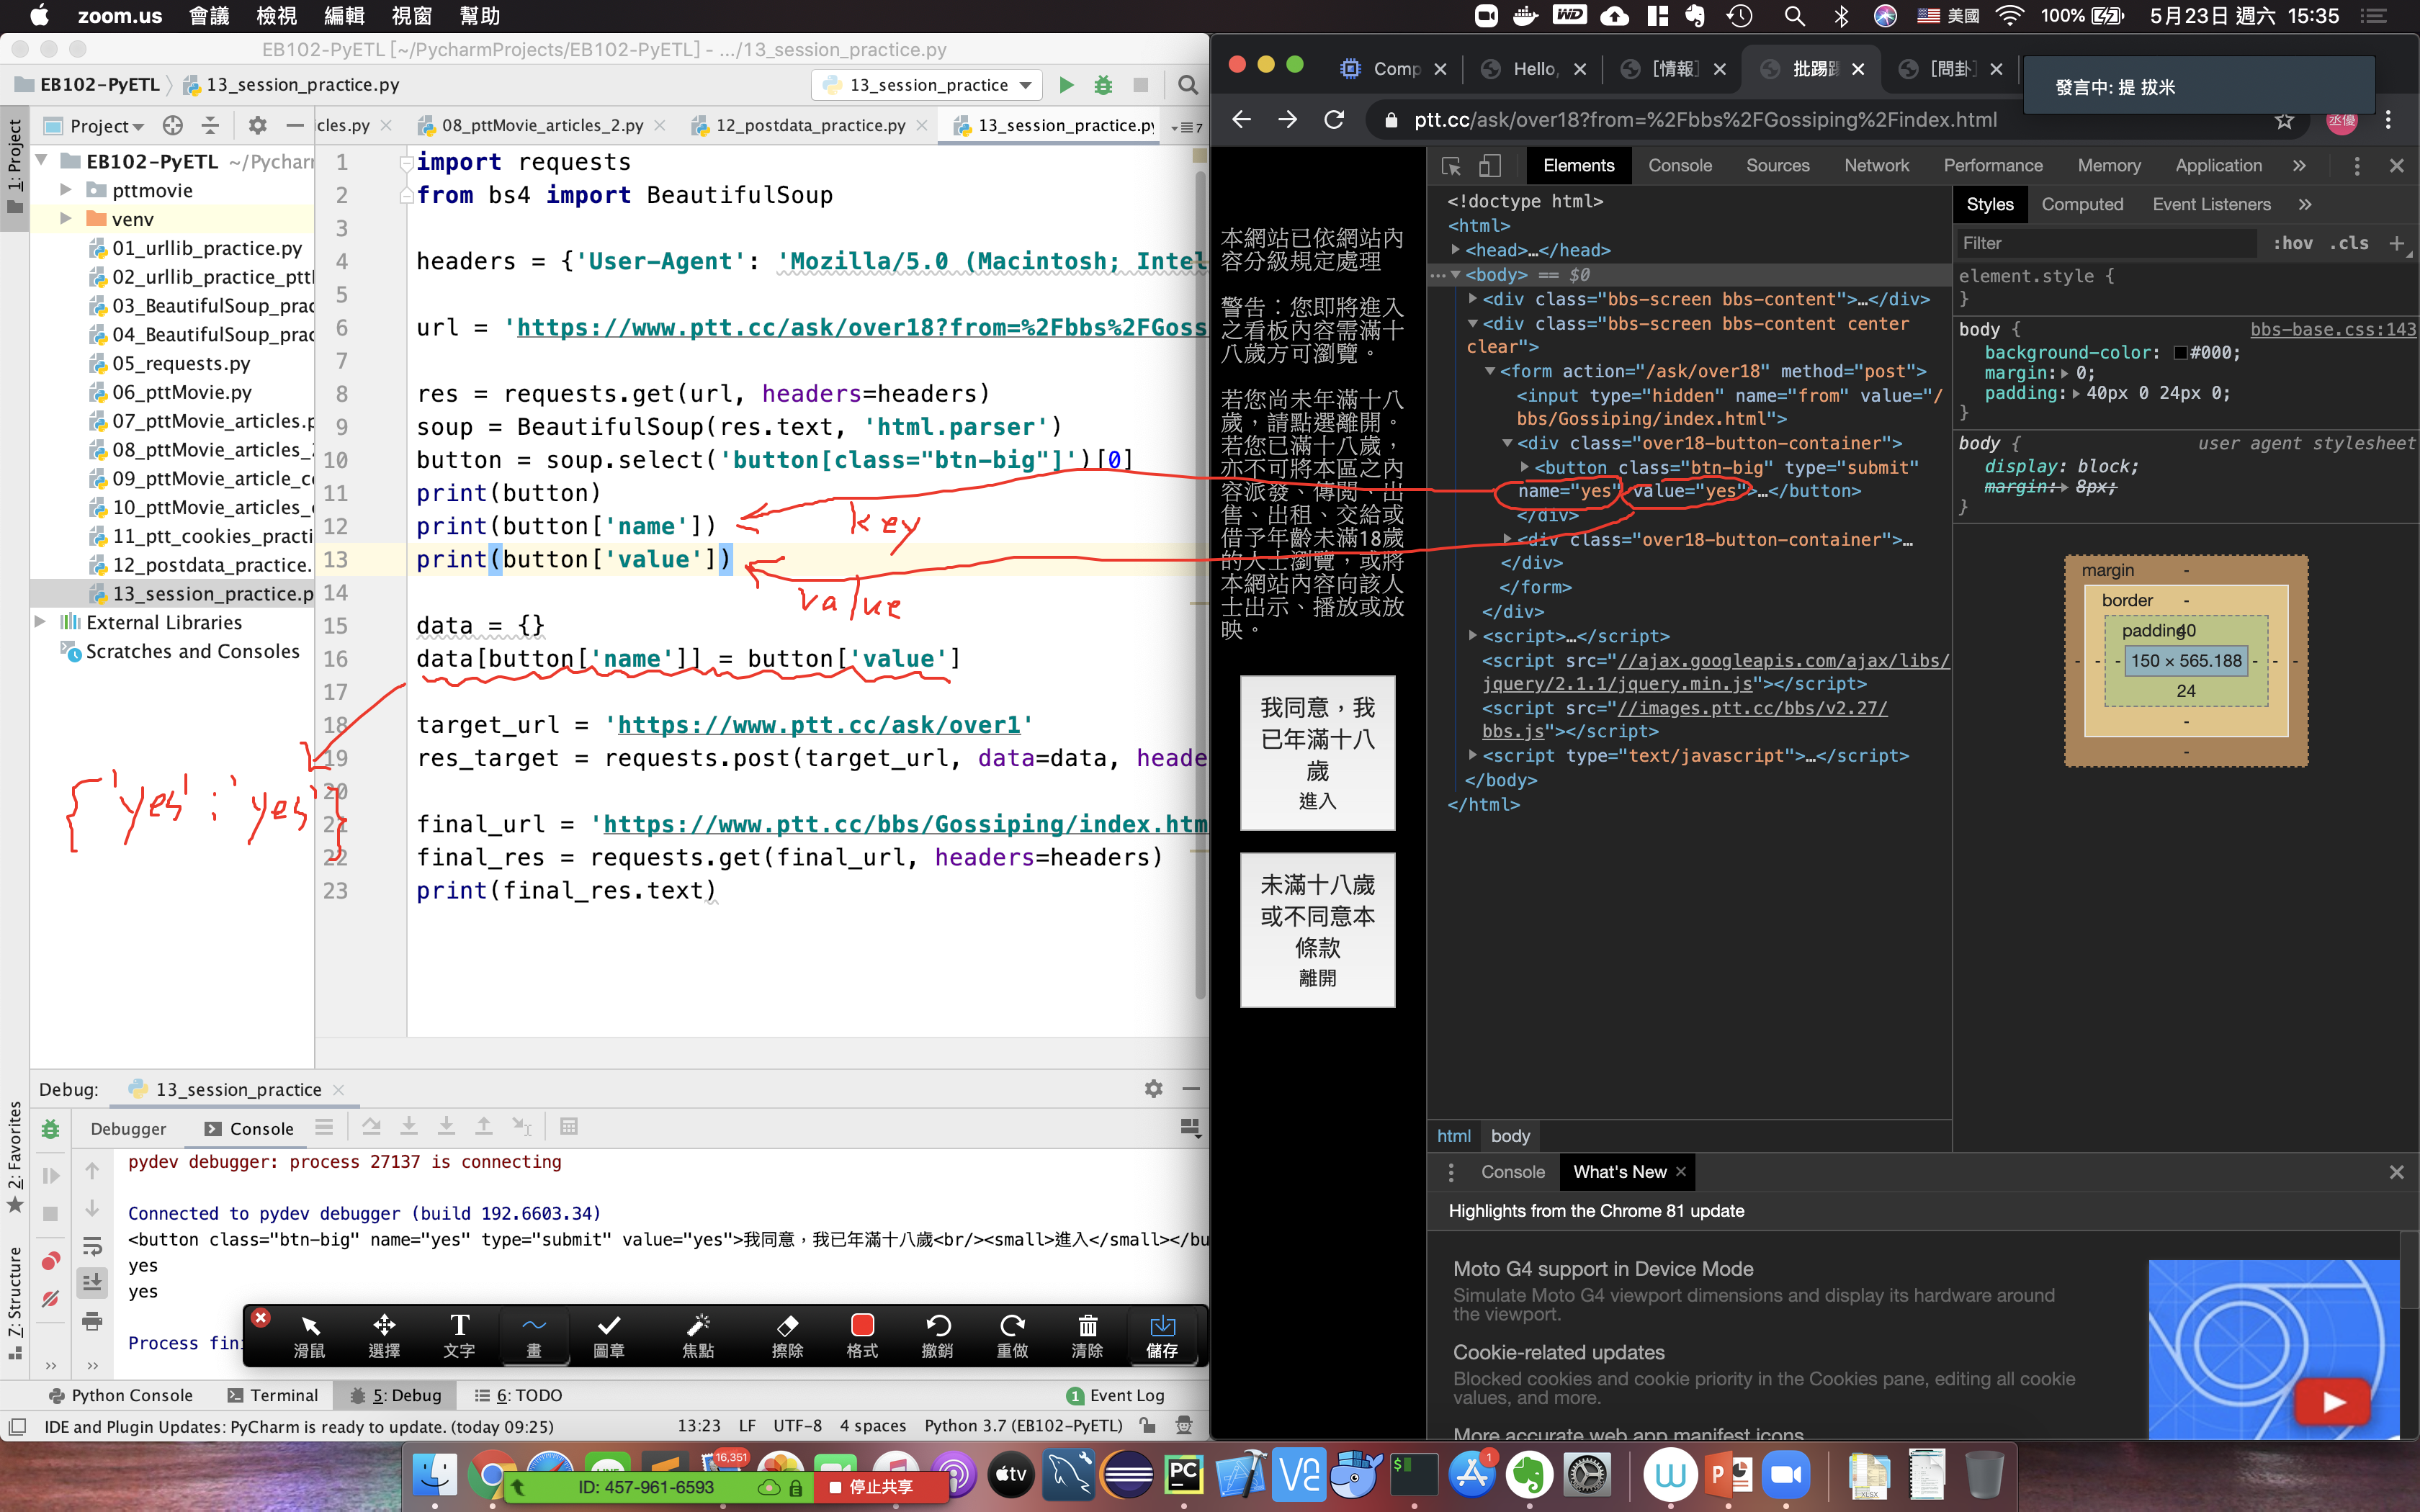 zoom.us 會議 檢視 編輯 視窗 幫助
美國 100% 5月23日 週六 15:35
EB102-PyETL [~/PycharmProjects/EB102-PyETL] - .../13_session_practice.py
EB102-PyETL 13_session_practice.py
13_session_practice
1: Project
Project
cles.py
08_pttMovie_articles_2.py
12_postdata_practice.py
13_session_practice.py
7
EB102-PyETL ~/Pycharm
pttmovie
venv
01_urllib_practice.py
02_urllib_practice_ptt
03_BeautifulSoup_prac
04_BeautifulSoup_prac
05_requests.py
06_pttMovie.py
07_pttMovie_articles.p
08_pttMovie_articles_2
09_pttMovie_article_co
10_pttMovie_articles_
11_ptt_cookies_practi
12_postdata_practice.
13_session_practice.p
External Libraries
Scratches and Consoles
1 import requests
2 from bs4 import BeautifulSoup
3
4 headers = {'User-Agent': 'Mozilla/5.0 (Macintosh; Intel
5
6 url = 'https://www.ptt.cc/ask/over18?from=%2Fbbs%2FGoss
7
8 res = requests.get(url, headers=headers)
9 soup = BeautifulSoup(res.text, 'html.parser')
10 button = soup.select('button[class="btn-big"]')[0]
11 print(button)
12 print(button['name'])
key
13 print(button['value'])
value
14
15 data = {}
16 data[button['name']] = button['value']
17
18 target_url = 'https://www.ptt.cc/ask/over1'
19 res_target = requests.post(target_url, data=data, heade
20
{'yes':'yes'}
21 final_url = 'https://www.ptt.cc/bbs/Gossiping/index.htm
22 final_res = requests.get(final_url, headers=headers)
23 print(final_res.text)
2: Favorites
7: Structure
Debug: 13_session_practice
Debugger Console
pydev debugger: process 27137 is connecting
Connected to pydev debugger (build 192.6603.34)
<button class="btn-big" name="yes" type="submit" value="yes">我同意，我已年滿十八歲<br/><small>進入</small></bu
yes
yes
Process fini
滑鼠 選擇 文字 畫 圖章 焦點 擦除 格式 撤銷 重做 清除 儲存
Python Console Terminal 5: Debug 6: TODO 1 Event Log
IDE and Plugin Updates: PyCharm is ready to update. (today 09:25) 13:23 LF UTF-8 4 spaces Python 3.7 (EB102-PyETL)
Comp Hello, [情報] 批踢踢 [問卦]
發言中: 提 拔米
ptt.cc/ask/over18?from=%2Fbbs%2FGossiping%2Findex.html
丞優
本網站已依網站內
容分級規定處理
警告：您即將進入
之看板內容需滿十
八歲方可瀏覽。
若您尚未年滿十八
歲，請點選離開。
若您已滿十八歲，
亦不可將本區之內
容派發、傳閱、出
售、出租、交給或
借予年齡未滿18歲
的人士瀏覽，或將
本網站內容向該人
士出示、播放或放
映。
我同意，我
已年滿十八
歲
進入
未滿十八歲
或不同意本
條款
離開
Elements Console Sources Network Performance Memory Application
<!doctype html>
<html>
<head>…</head>
<body> == $0
<div class="bbs-screen bbs-content">…</div>
<div class="bbs-screen bbs-content center
clear">
<form action="/ask/over18" method="post">
<input type="hidden" name="from" value="/
bbs/Gossiping/index.html">
<div class="over18-button-container">
<button class="btn-big" type="submit"
name="yes" value="yes">…</button>
</div>
<div class="over18-button-container">…
</div>
</form>
</div>
<script>…</script>
<script src="//ajax.googleapis.com/ajax/libs/
jquery/2.1.1/jquery.min.js"></script>
<script src="//images.ptt.cc/bbs/v2.27/
bbs.js"></script>
<script type="text/javascript">…</script>
</body>
</html>
html body
Styles Computed Event Listeners
Filter :hov .cls
element.style {
}
body { bbs-base.css:143
background-color: #000;
margin: 0;
padding: 40px 0 24px 0;
}
body { user agent stylesheet
display: block;
margin: 8px;
}
margin -
border -
padding 40
- - - 150 × 565.188 - - -
24
-
-
Console What's New
Highlights from the Chrome 81 update
Moto G4 support in Device Mode
Simulate Moto G4 viewport dimensions and display its hardware around
the viewport.
Cookie-related updates
Blocked cookies and cookie priority in the Cookies pane, editing all cookie
values, and more.
More accurate web app manifest icons
16,351
tv
PC
1
ID: 457-961-6593 停止共享